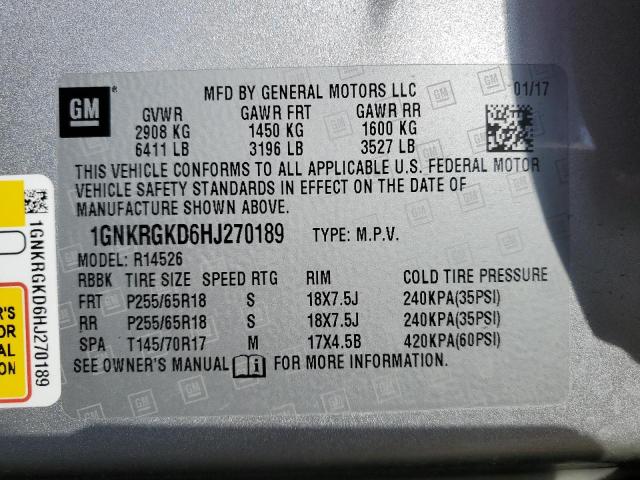 GM
MFD BY GENERAL MOTORS LLC 01/17
GVWR GAWR FRT GAWR RR
2908 KG 1450 KG 1600 KG
6411 LB 3196 LB 3527 LB
THIS VEHICLE CONFORMS TO ALL APPLICABLE U.S. FEDERAL MOTOR
VEHICLE SAFETY STANDARDS IN EFFECT ON THE DATE OF
MANUFACTURE SHOWN ABOVE.
1GNKRGKD6HJ270189 TYPE: M.P.V.
MODEL: R14526
RBBK TIRE SIZE SPEED RTG RIM COLD TIRE PRESSURE
FRT P255/65R18 S 18X7.5J 240KPA(35PSI)
RR P255/65R18 S 18X7.5J 240KPA(35PSI)
SPA T145/70R17 M 17X4.5B 420KPA(60PSI)
SEE OWNER'S MANUAL FOR MORE INFORMATION.
1GNKRGKD6HJ270189